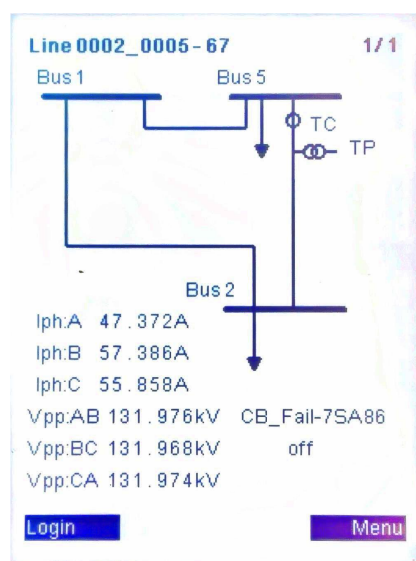 Line 0002_0005-67 1/1
Bus 1 Bus 5
TC
TP
Bus 2
Iph:A 47.372A
Iph:B 57.386A
Iph:C 55.858A
Vpp:AB 131.976kV CB_Fail-7SA86
Vpp:BC 131.968kV off
Vpp:CA 131.974kV
Login Menu